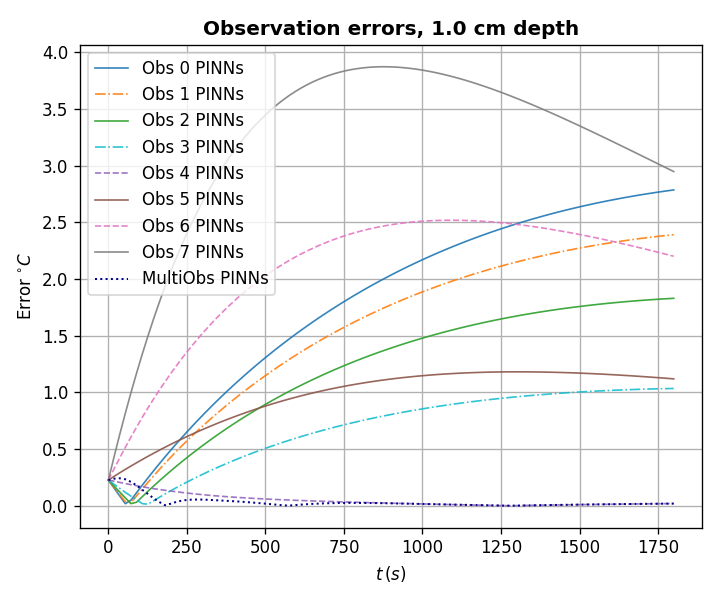 Observation errors, 1.0 cm depth
4.0
3.5
3.0
2.5
2.0
1.5
1.0
0.5
0.0
Error °C
Obs 0 PINNs
Obs 1 PINNs
Obs 2 PINNs
Obs 3 PINNs
Obs 4 PINNs
Obs 5 PINNs
Obs 6 PINNs
Obs 7 PINNs
MultiObs PINNs
0 250 500 750 1000 1250 1500 1750
t (s)